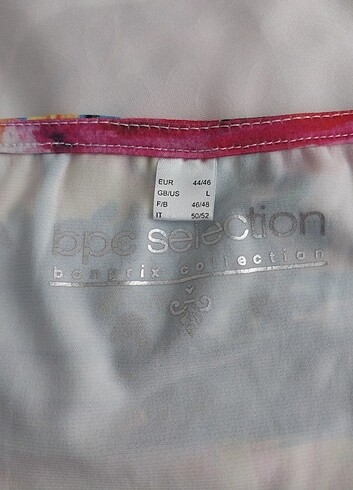 EUR 44/46
GB/US L
F/B 46/48
IT 50/52
bpc selection
bonprix collection